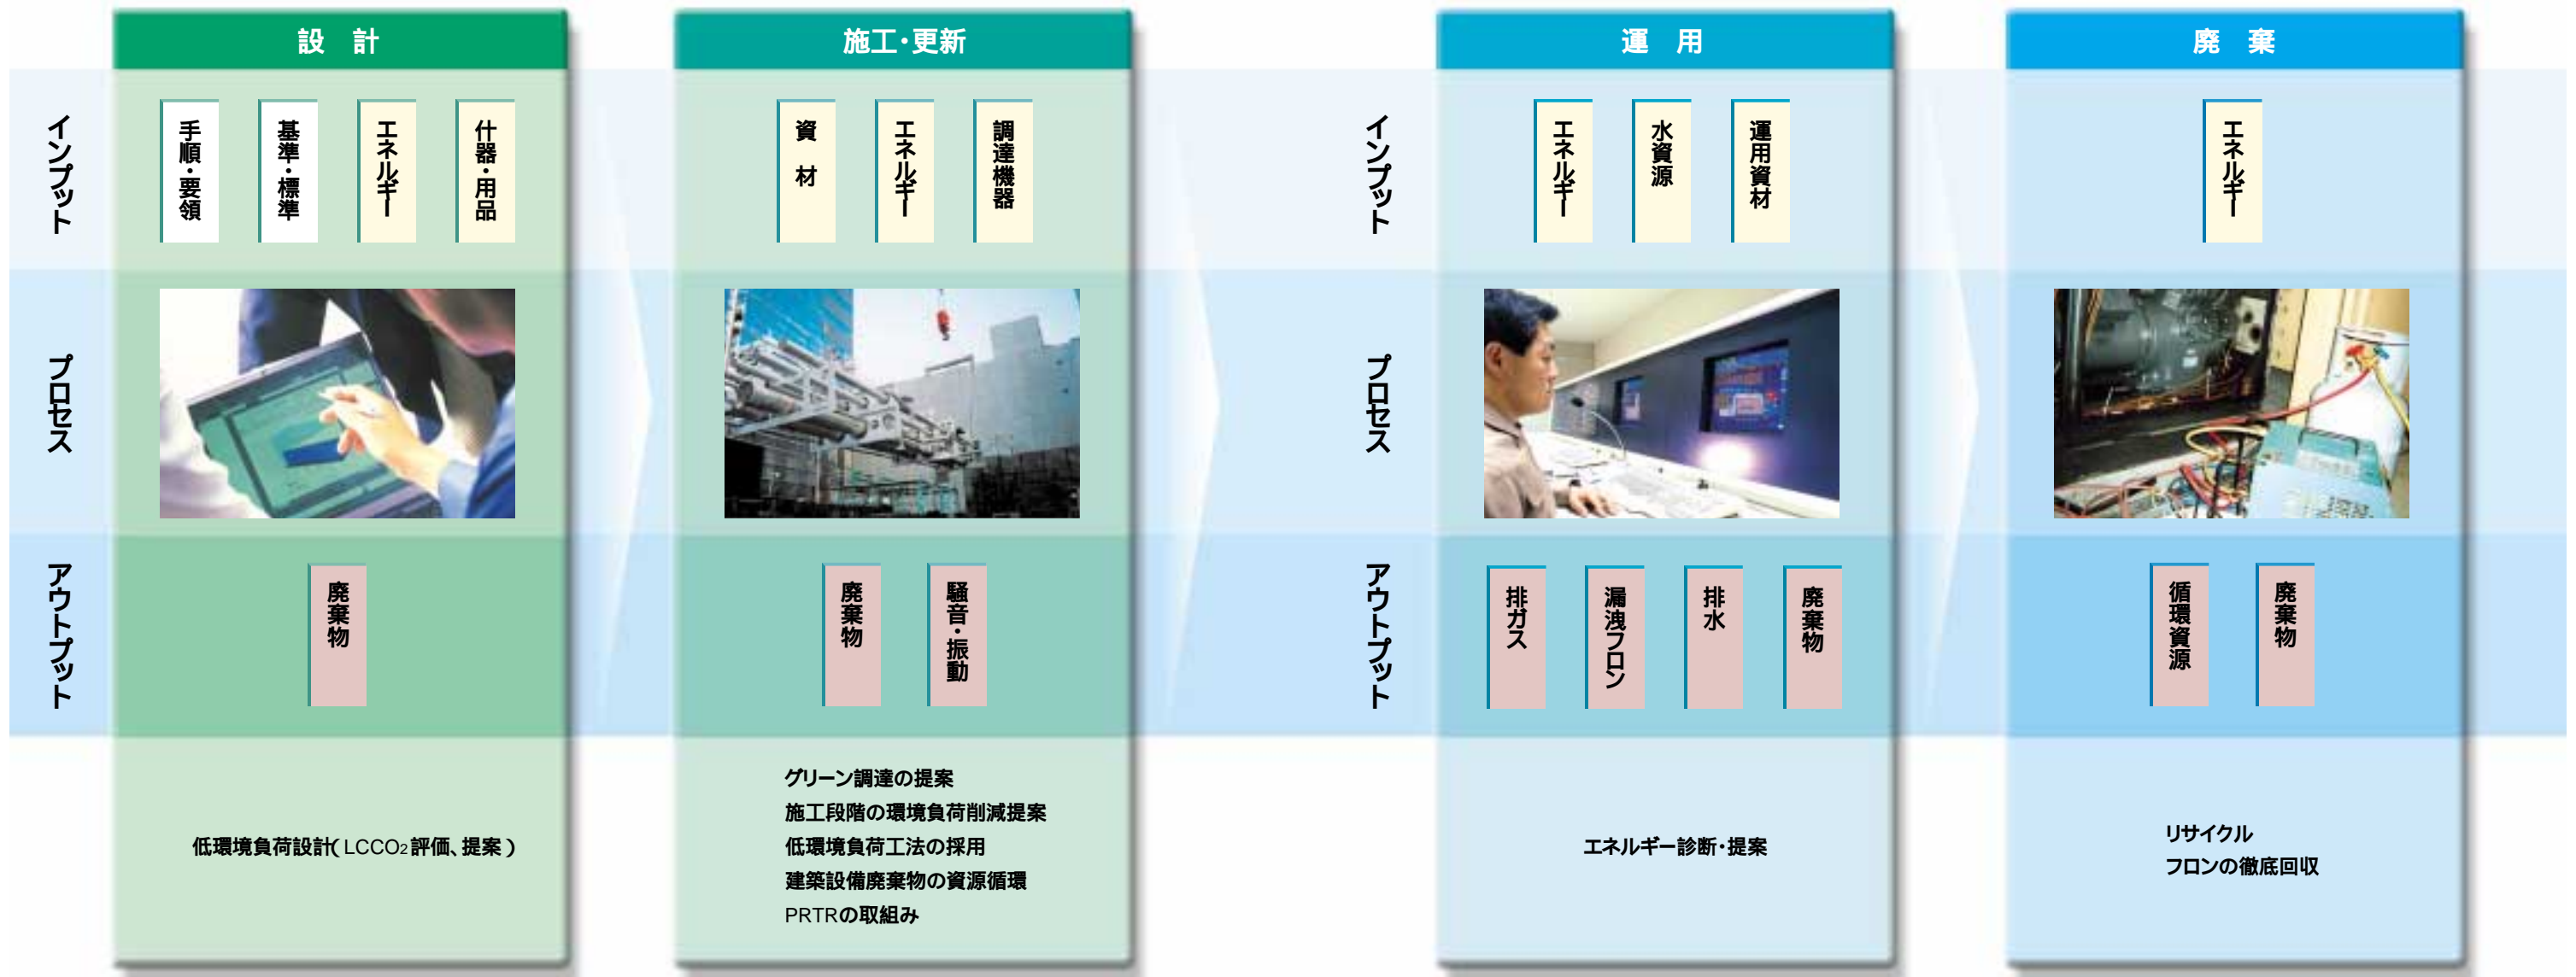 設 計
施工・更新
運 用
廃 棄
インプット
手順・要領
基準・標準
エネルギー
什器・用品
資 材
エネルギー
調達機器
インプット
エネルギー
水資源
運用資材
エネルギー
プロセス
プロセス
アウトプット
廃棄物
廃棄物
騒音・振動
アウトプット
排ガス
漏洩フロン
排水
廃棄物
循環資源
廃棄物
低環境負荷設計(LCCO2評価、提案)
グリーン調達の提案
施工段階の環境負荷削減提案
低環境負荷工法の採用
建築設備廃棄物の資源循環
PRTRの取組み
エネルギー診断・提案
リサイクル
フロンの徹底回収